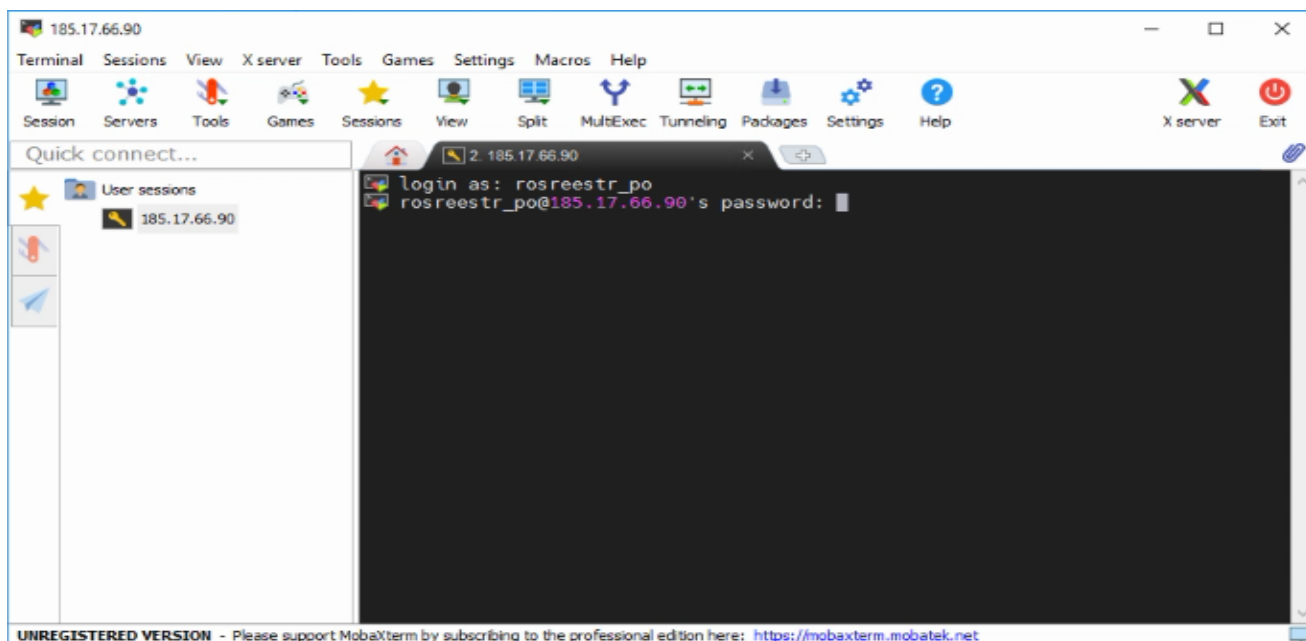 185.17.66.90
Terminal Sessions View X server Tools Games Settings Macros Help
Session Servers Tools Games Sessions View Split MultiExec Tunneling Packages Settings Help X server Exit
Quick connect...
2. 185.17.66.90
User sessions
185.17.66.90
login as: rosreestr_po
rosreestr_po@185.17.66.90's password:
UNREGISTERED VERSION - Please support MobaXterm by subscribing to the professional edition here: https://mobaxterm.mobatek.net